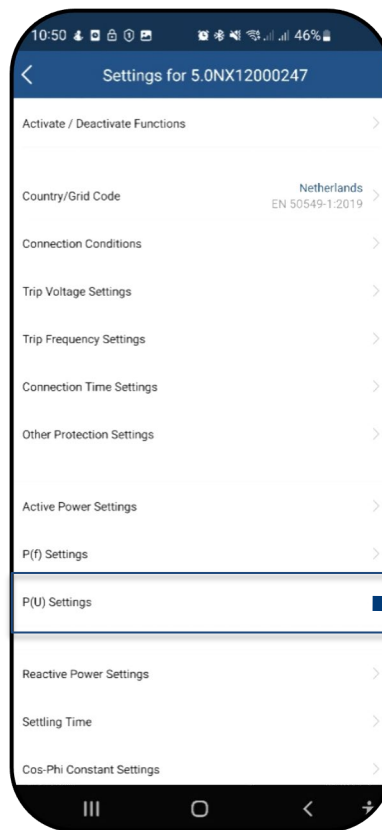 10:50 46%
Settings for 5.0NX12000247
Activate / Deactivate Functions
Country/Grid Code
Netherlands
EN 50549-1:2019
Connection Conditions
Trip Voltage Settings
Trip Frequency Settings
Connection Time Settings
Other Protection Settings
Active Power Settings
P(f) Settings
P(U) Settings
Reactive Power Settings
Settling Time
Cos-Phi Constant Settings